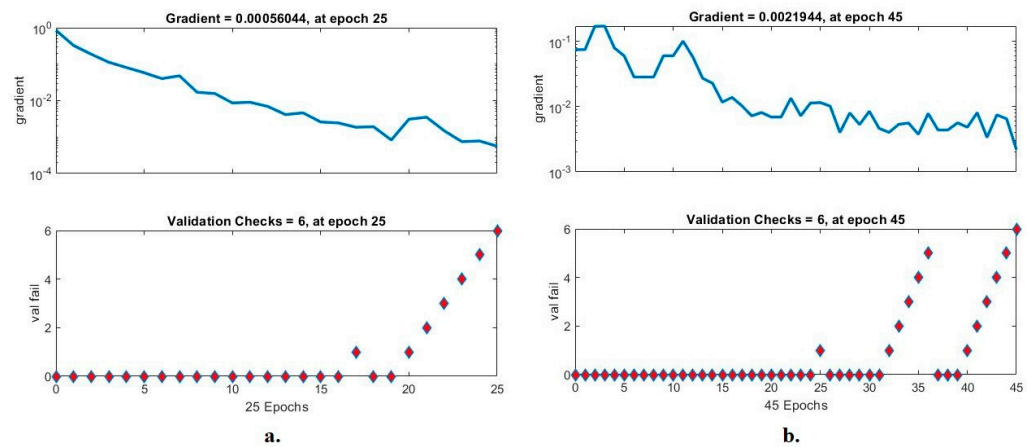 Gradient = 0.00056044, at epoch 25
10^0
10^-2
10^-4
gradient
Validation Checks = 6, at epoch 25
6
4
2
0
val fail
0 5 10 15 20 25
25 Epochs
a.
Gradient = 0.0021944, at epoch 45
10^-1
10^-2
10^-3
gradient
Validation Checks = 6, at epoch 45
6
4
2
0
val fail
0 5 10 15 20 25 30 35 40 45
45 Epochs
b.